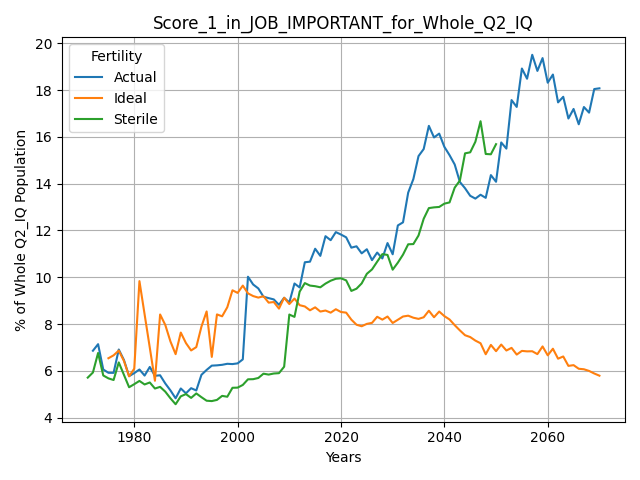 Score_1_in_JOB_IMPORTANT_for_Whole_Q2_IQ
Fertility
Actual
Ideal
Sterile
% of Whole Q2_IQ Population
20
18
16
14
12
10
8
6
4
1980
2000
2020
2040
2060
Years